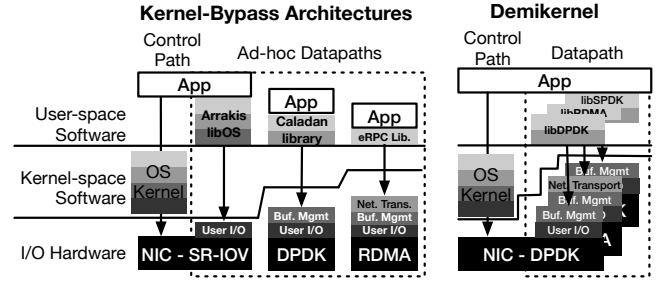 Kernel-Bypass Architectures
Control
Path
Ad-hoc Datapaths
App
User-space
Software
Arrakis
libOS
App
Caladan
library
App
eRPC Lib.
Kernel-space
Software
OS
Kernel
Net. Trans.
Buf. Mgmt
Buf. Mgmt
User I/O
User I/O
User I/O
I/O Hardware
NIC - SR-IOV
DPDK
RDMA
Demikernel
Control
Path
Datapath
App
libSPDK
libRDMA
libDPDK
OS
Kernel
Buf. Mgmt
Net. Transport
Buf. Mgmt
Buf. Mgmt
User I/O
NIC - DPDK